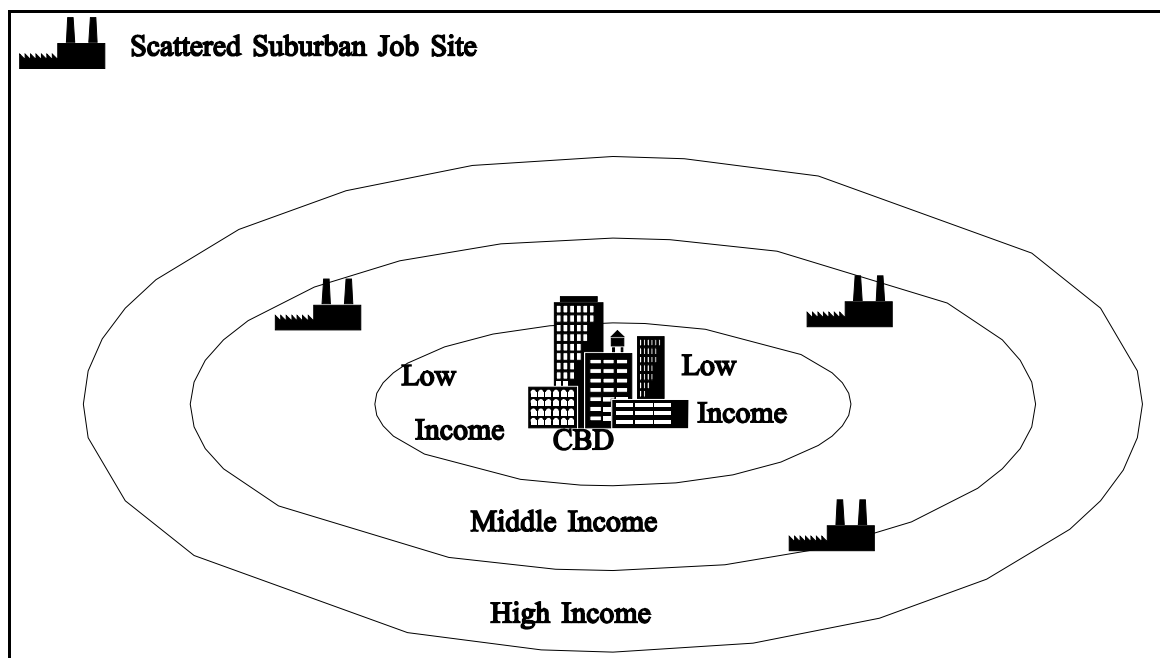 Scattered Suburban Job Site
Low
Income
Low
Income
CBD
Middle Income
High Income